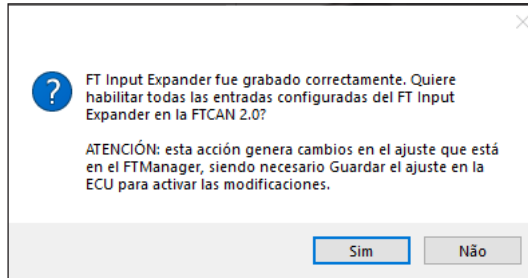 FT Input Expander fue grabado correctamente. Quiere
habilitar todas las entradas configuradas del FT Input
Expander en la FTCAN 2.0?
ATENCIÓN: esta acción genera cambios en el ajuste que está
en el FTManager, siendo necesario Guardar el ajuste en la
ECU para activar las modificaciones.
Sim
Não